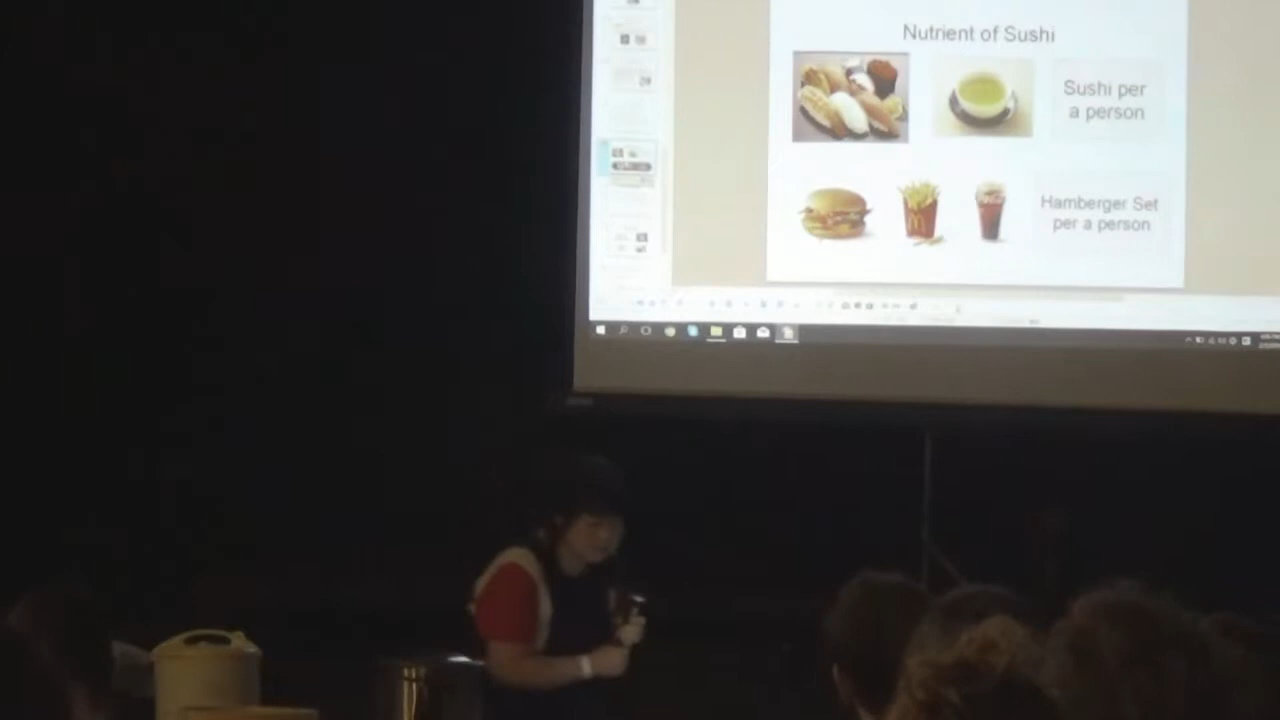 Nutrient of Sushi
Sushi per
a person
Hamberger Set
per a person